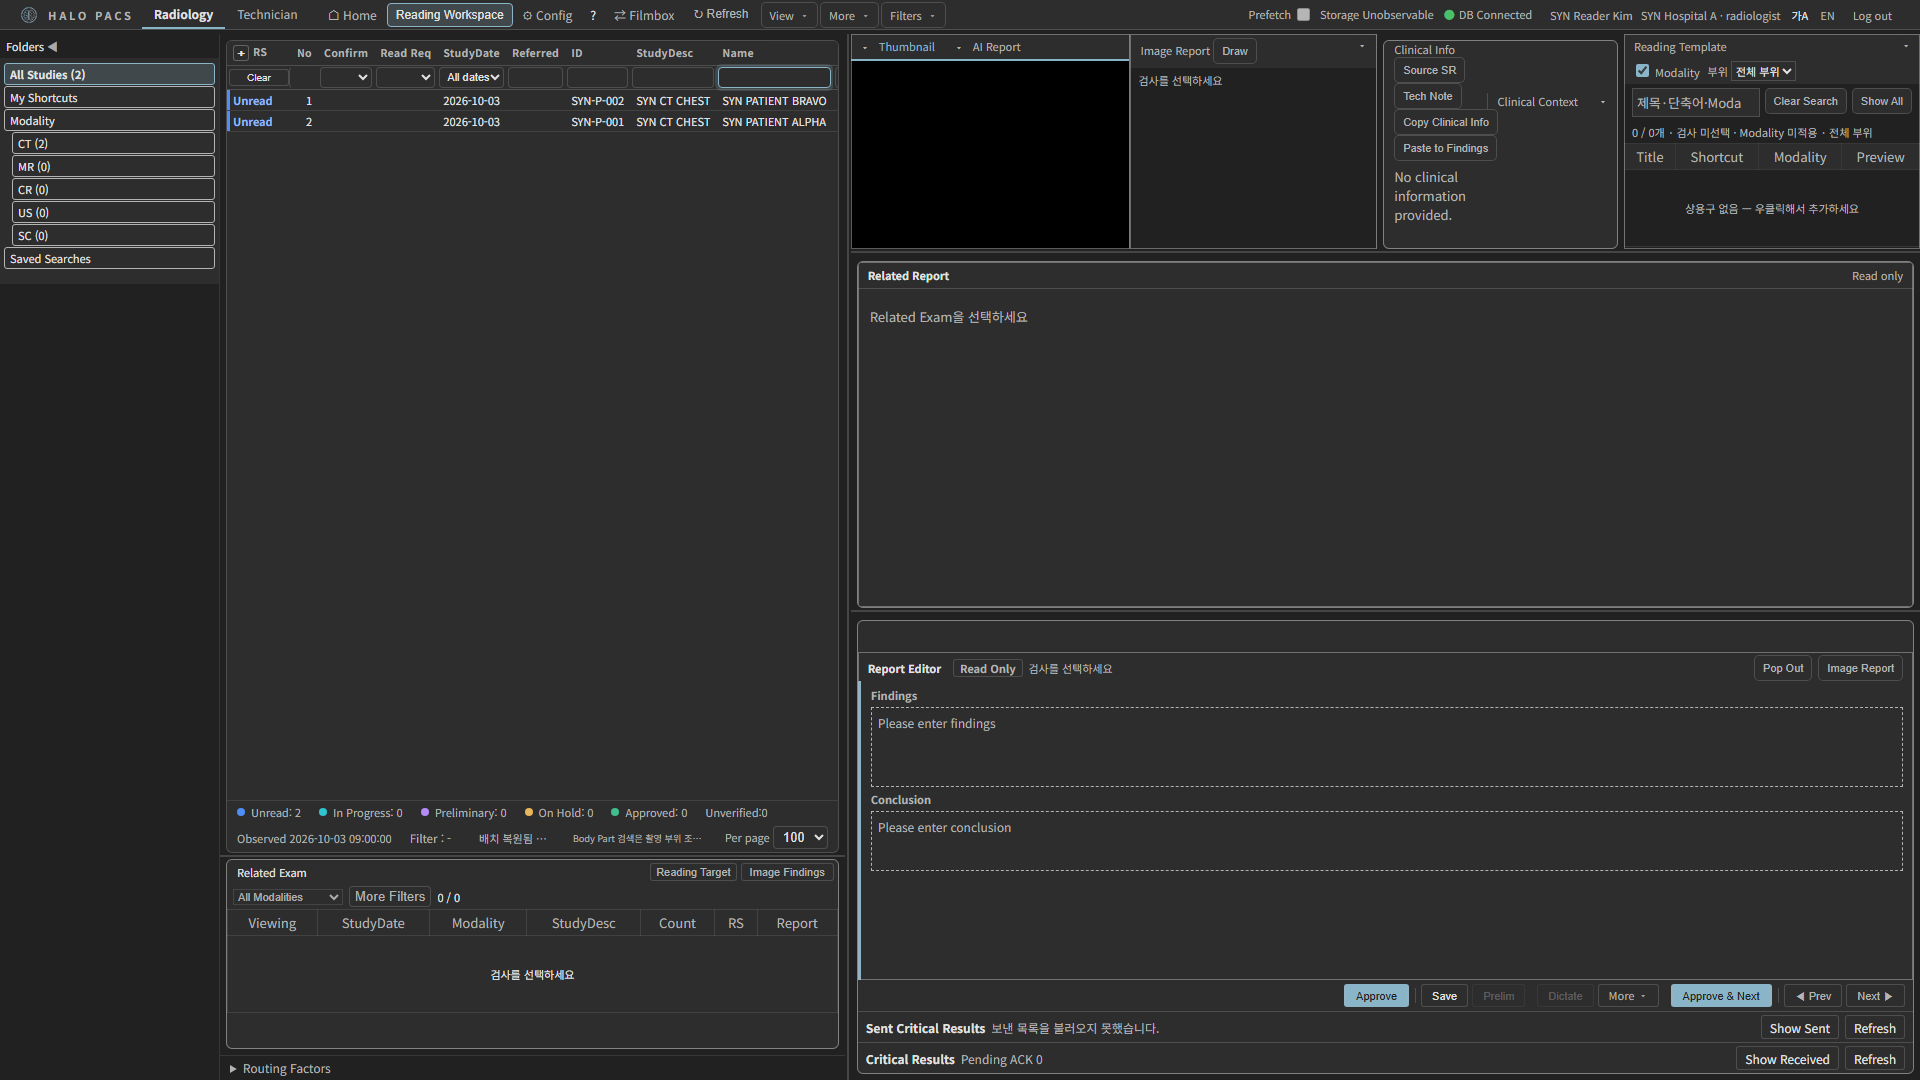 HALO PACS Radiology Technician Home Reading Workspace Config ? Filmbox Refresh View More Filters Prefetch Storage Unobservable DB Connected SYN Reader Kim SYN Hospital A · radiologist 가A EN Log out
Folders
All Studies (2)
My Shortcuts
Modality
CT (2)
MR (0)
CR (0)
US (0)
SC (0)
Saved Searches
RS No Confirm Read Req StudyDate Referred ID StudyDesc Name
Clear All dates
Unread 1 2026-10-03 SYN-P-002 SYN CT CHEST SYN PATIENT BRAVO
Unread 2 2026-10-03 SYN-P-001 SYN CT CHEST SYN PATIENT ALPHA
Unread: 2 In Progress: 0 Preliminary: 0 On Hold: 0 Approved: 0 Unverified:0
Observed 2026-10-03 09:00:00 Filter : - 배치 복원됨 ··· Body Part 검색은 촬영 부위 조··· Per page 100
Related Exam Reading Target Image Findings
All Modalities More Filters 0 / 0
Viewing StudyDate Modality StudyDesc Count RS Report
검사를 선택하세요
Routing Factors
Thumbnail AI Report
Image Report Draw
검사를 선택하세요
Clinical Info
Source SR
Tech Note
Copy Clinical Info
Paste to Findings
Clinical Context
No clinical
information
provided.
Reading Template
Modality 부위 전체 부위
제목·단축어·Moda Clear Search Show All
0 / 0개 · 검사 미선택 · Modality 미적용 · 전체 부위
Title Shortcut Modality Preview
상용구 없음 — 우클릭해서 추가하세요
Related Report Read only
Related Exam을 선택하세요
Report Editor Read Only 검사를 선택하세요 Pop Out Image Report
Findings
Please enter findings
Conclusion
Please enter conclusion
Approve Save Prelim Dictate More Approve & Next Prev Next
Sent Critical Results 보낸 목록을 불러오지 못했습니다. Show Sent Refresh
Critical Results Pending ACK 0 Show Received Refresh